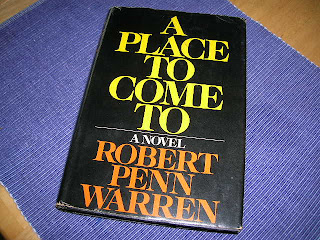 A
PLACE
TO
COME
TO
A NOVEL
ROBERT
PENN
WARREN